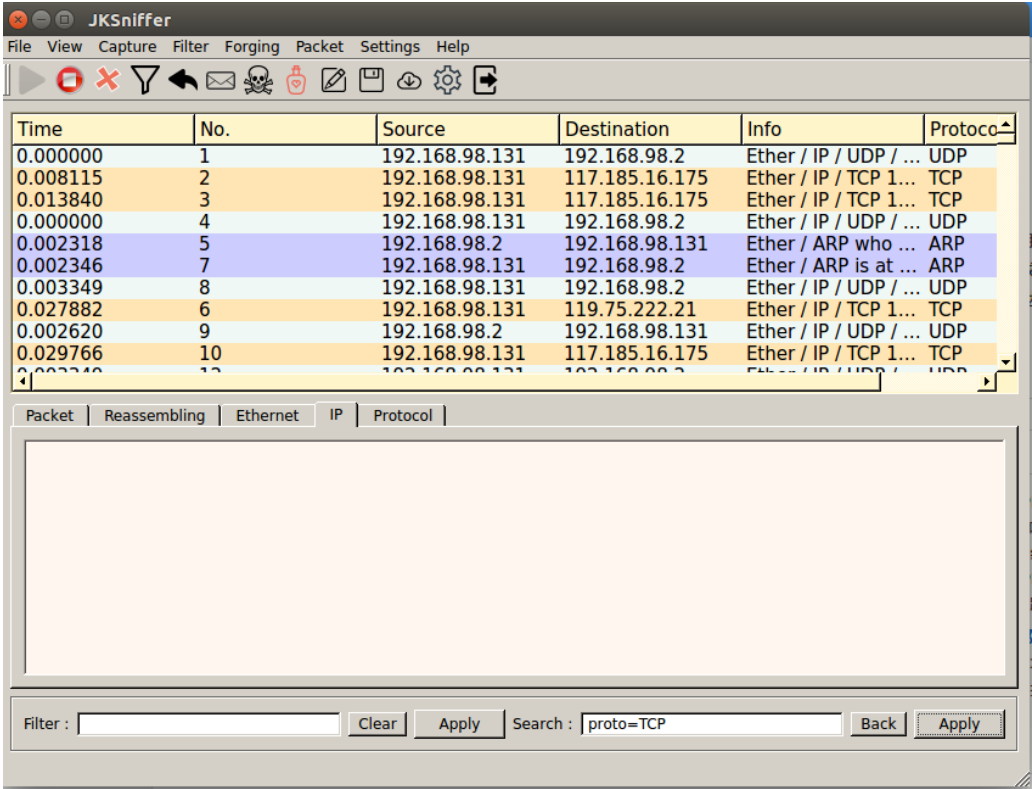 JKSniffer
File View Capture Filter Forging Packet Settings Help
Time No. Source Destination Info Protoco
0.000000 1 192.168.98.131 192.168.98.2 Ether / IP / UDP / ... UDP
0.008115 2 192.168.98.131 117.185.16.175 Ether / IP / TCP 1... TCP
0.013840 3 192.168.98.131 117.185.16.175 Ether / IP / TCP 1... TCP
0.000000 4 192.168.98.131 192.168.98.2 Ether / IP / UDP / ... UDP
0.002318 5 192.168.98.2 192.168.98.131 Ether / ARP who ... ARP
0.002346 7 192.168.98.131 192.168.98.2 Ether / ARP is at ... ARP
0.003349 8 192.168.98.131 192.168.98.2 Ether / IP / UDP / ... UDP
0.027882 6 192.168.98.131 119.75.222.21 Ether / IP / TCP 1... TCP
0.002620 9 192.168.98.2 192.168.98.131 Ether / IP / UDP / ... UDP
0.029766 10 192.168.98.131 117.185.16.175 Ether / IP / TCP 1... TCP
Packet Reassembling Ethernet IP Protocol
Filter : Clear Apply Search : proto=TCP Back Apply